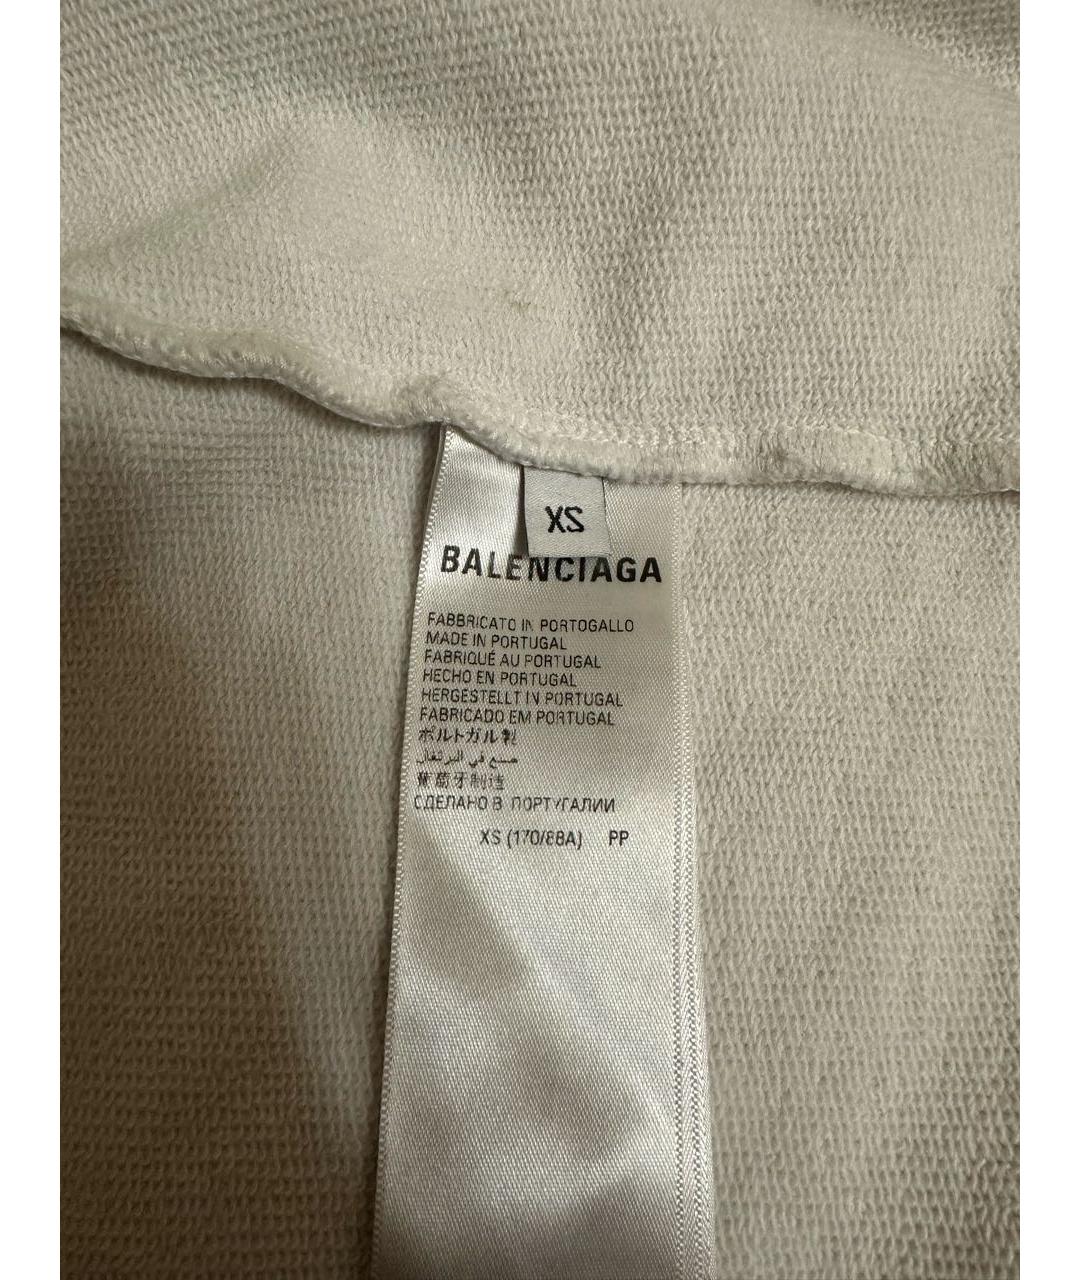 XS
BALENCIAGA
FABBRICATO IN PORTOGALLO
MADE IN PORTUGAL
FABRIQUÉ AU PORTUGAL
HECHO EN PORTUGAL
HERGESTELLT IN PORTUGAL
FABRICADO EM PORTUGAL
ポルトガル製
صنع في البرتغال
葡萄牙制造
СДЕЛАНО В ПОРТУГАЛИИ
XS (170/88A) PP